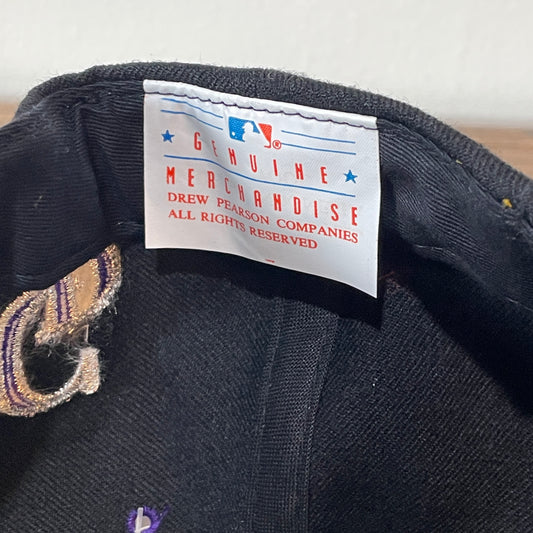 GENUINE
MERCHANDISE
DREW PEARSON COMPANIES
ALL RIGHTS RESERVED